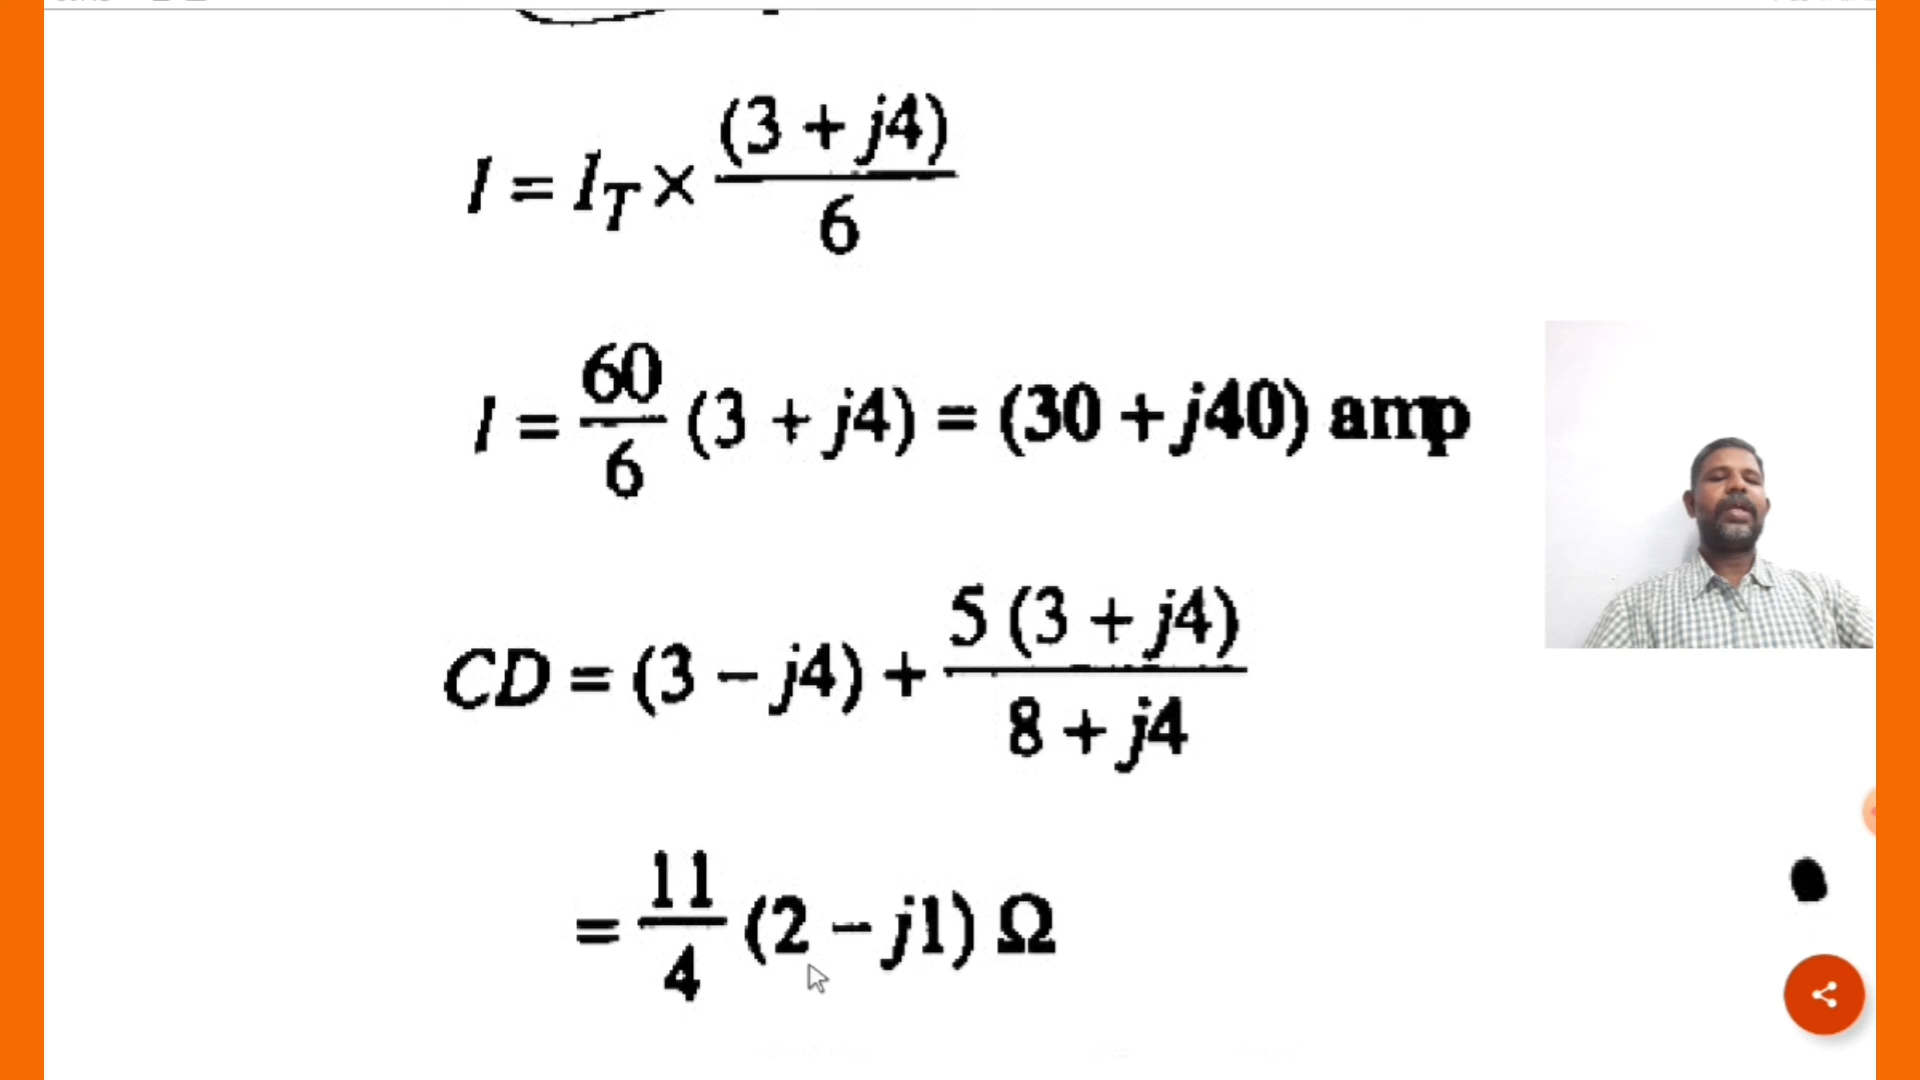 I = I_T × (3 + j4) / 6
I = 60/6 (3 + j4) = (30 + j40) amp
CD = (3 – j4) + 5 (3 + j4) / 8 + j4
= 11/4 (2 – j1) Ω